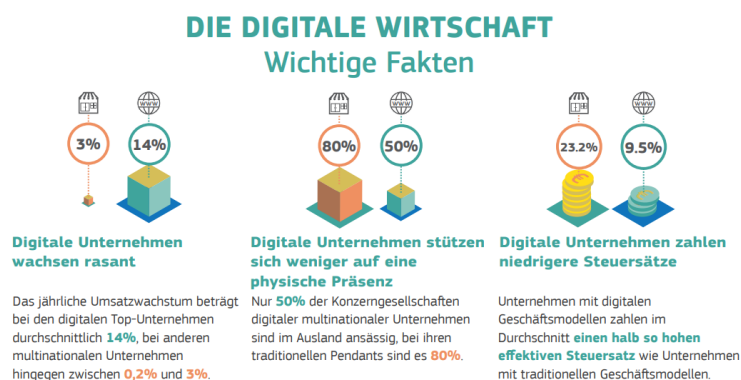 DIE DIGITALE WIRTSCHAFT
Wichtige Fakten
www
www
www
3%
14%
80%
50%
23.2%
9.5%
Digitale Unternehmen
wachsen rasant
Das jährliche Umsatzwachstum beträgt
bei den digitalen Top-Unternehmen
durchschnittlich 14%, bei anderen
multinationalen Unternehmen
hingegen zwischen 0,2% und 3%.
Digitale Unternehmen stützen
sich weniger auf eine
physische Präsenz
Nur 50% der Konzerngesellschaften
digitaler multinationaler Unternehmen
sind im Ausland ansässig, bei ihren
traditionellen Pendants sind es 80%.
Digitale Unternehmen zahlen
niedrigere Steuersätze
Unternehmen mit digitalen
Geschäftsmodellen zahlen im
Durchschnitt einen halb so hohen
effektiven Steuersatz wie Unternehmen
mit traditionellen Geschäftsmodellen.